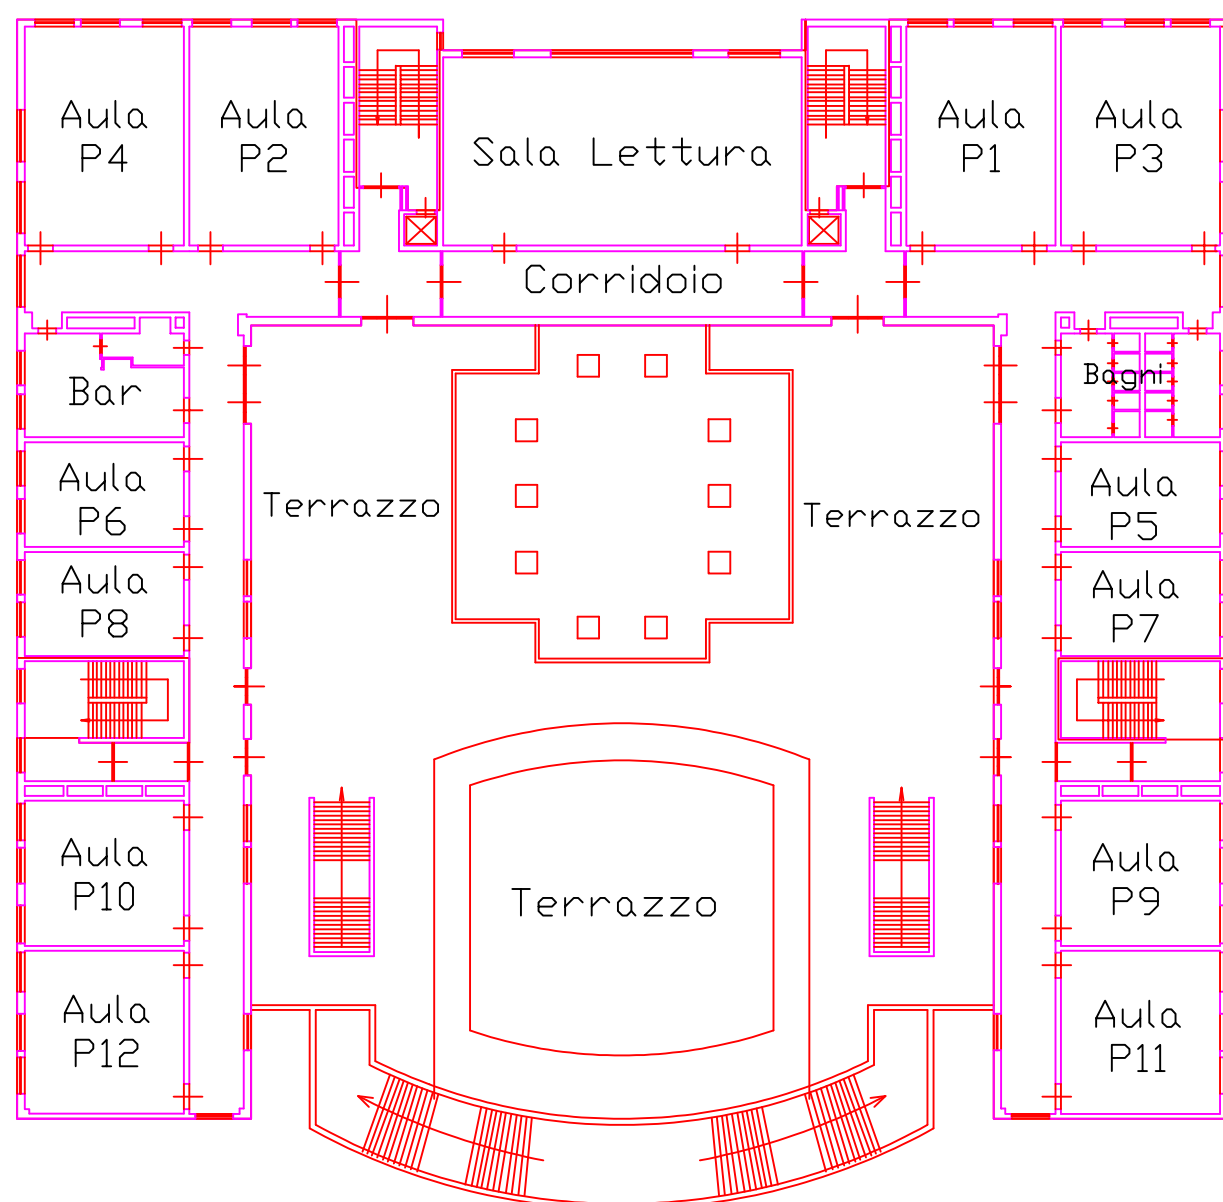 Aula
P4
Aula
P2
Sala Lettura
Aula
P1
Aula
P3
Corridoio
Bar
Bagni
Aula
P6
Terrazzo
Terrazzo
Aula
P5
Aula
P8
Aula
P7
Aula
P10
Terrazzo
Aula
P9
Aula
P12
Aula
P11